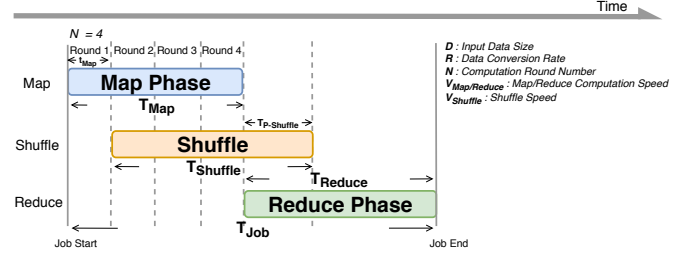 Time
N = 4
Round 1 Round 2 Round 3 Round 4
tMap
Map
Map Phase
TMap
TP-Shuffle
Shuffle
Shuffle
TShuffle
TReduce
Reduce
Reduce Phase
TJob
Job Start
Job End
D : Input Data Size
R : Data Conversion Rate
N : Computation Round Number
VMap/Reduce : Map/Reduce Computation Speed
VShuffle : Shuffle Speed